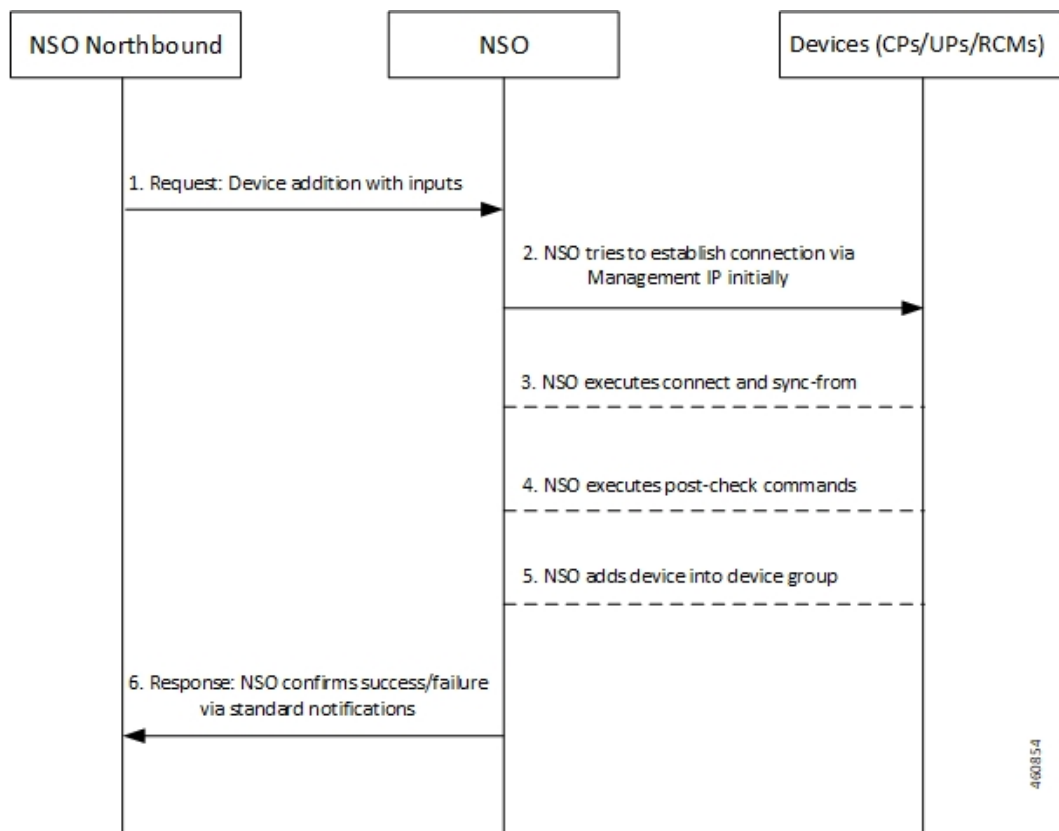 NSO Northbound
NSO
Devices (CPs/UPs/RCMs)
1. Request: Device addition with inputs
2. NSO tries to establish connection via
Management IP initially
3. NSO executes connect and sync-from
4. NSO executes post-check commands
5. NSO adds device into device group
6. Response: NSO confirms success/failure
via standard notifications
460854